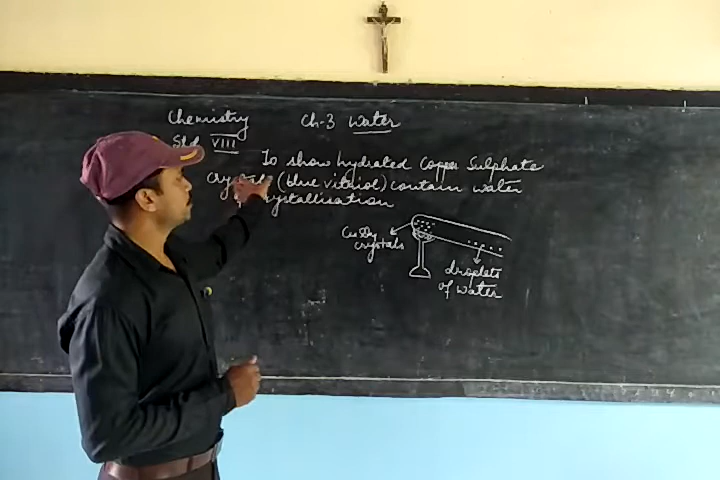 Chemistry
Ch-3 Water
Std VIII
To show hydrated Copper Sulphate
(blue vitriol) contain water
crystallisation
CuSO4
crystals
droplets
of water